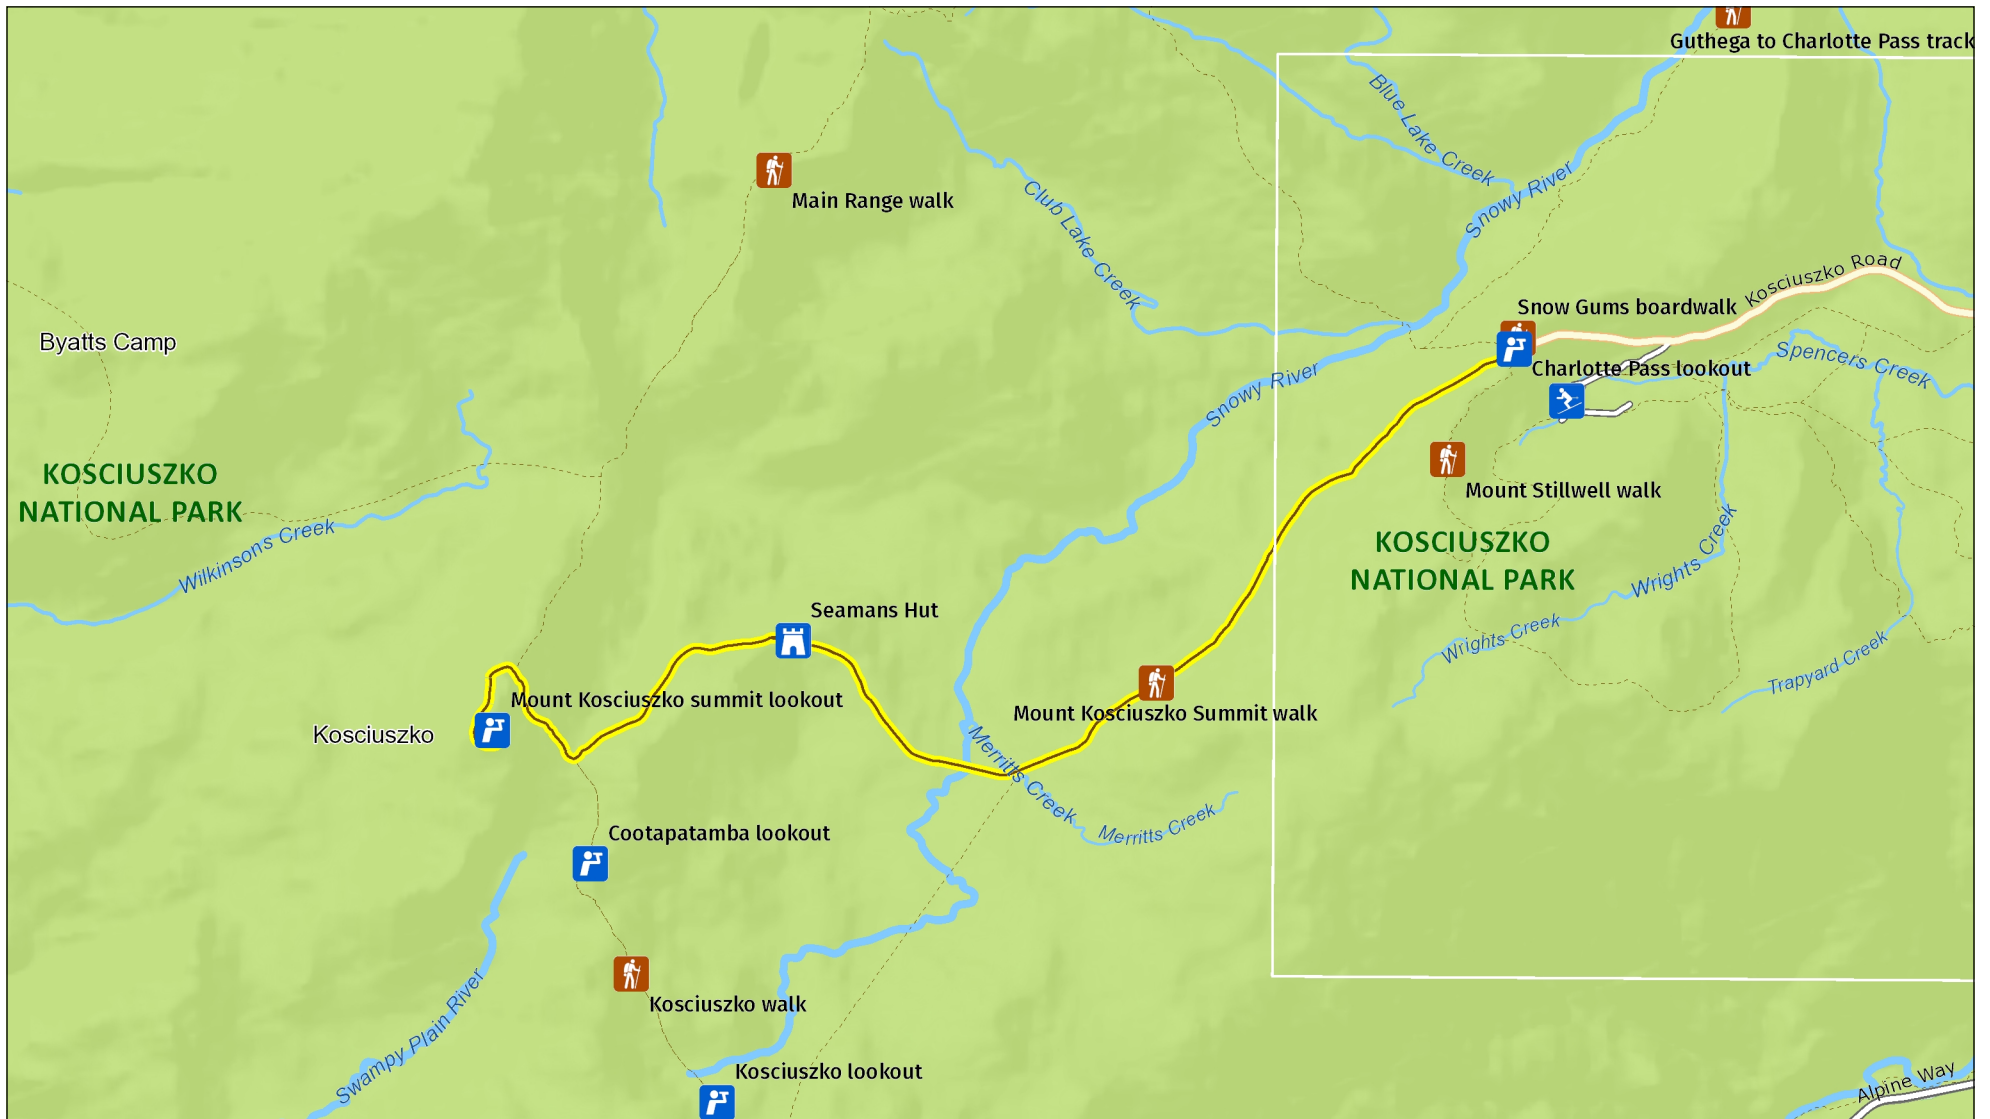 Guthega to Charlotte Pass track
Blue Lake Creek
Main Range walk
Club Lake Creek
Snowy River
Kosciuszko Road
Snow Gums boardwalk
Byatts Camp
Spencers Creek
Charlotte Pass lookout
Snowy River
KOSCIUSZKO
NATIONAL PARK
Mount Stillwell walk
Wilkinsons Creek
KOSCIUSZKO
NATIONAL PARK
Wrights Creek
Seamans Hut
Wrights Creek
Trapyard Creek
Mount Kosciuszko summit lookout
Mount Kosciuszko Summit walk
Kosciuszko
Merritts Creek
Merritts Creek
Cootapatamba lookout
Kosciuszko walk
Swampy Plain River
Kosciuszko lookout
Alpine Way